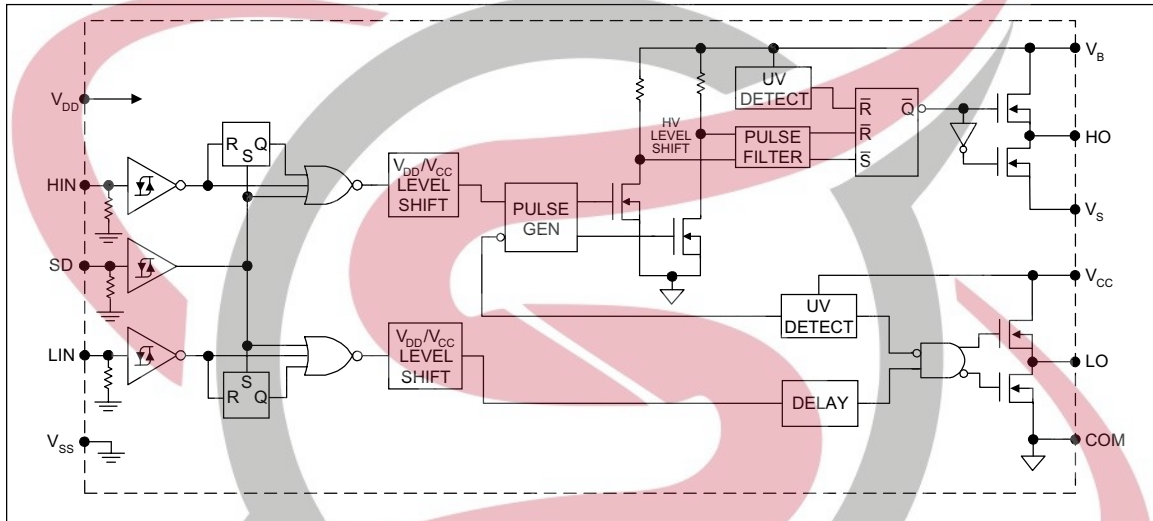 V_B
UV
DETECT
V_DD
R̅ Q̅
HV
LEVEL
SHIFT
R̅
HO
R Q
S
PULSE
FILTER
S̅
V_DD/V_CC
LEVEL
SHIFT
HIN
PULSE
GEN
V_S
SD
V_CC
UV
DETECT
V_DD/V_CC
LEVEL
SHIFT
LIN
LO
S
R Q
DELAY
V_SS
COM